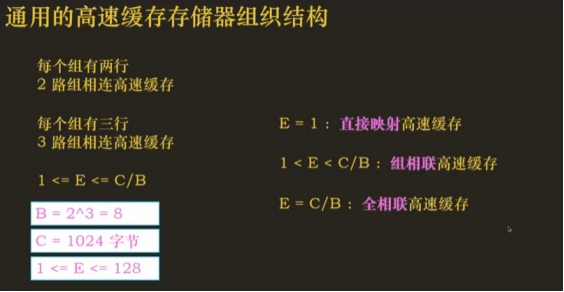 通用的高速缓存存储器组织结构
每个组有两行
2 路组相连高速缓存
每个组有三行
3 路组相连高速缓存
1 <= E <= C/B
B = 2^3 = 8
C = 1024 字节
1 <= E <= 128
E = 1 : 直接映射高速缓存
1 < E < C/B : 组相联高速缓存
E = C/B : 全相联高速缓存